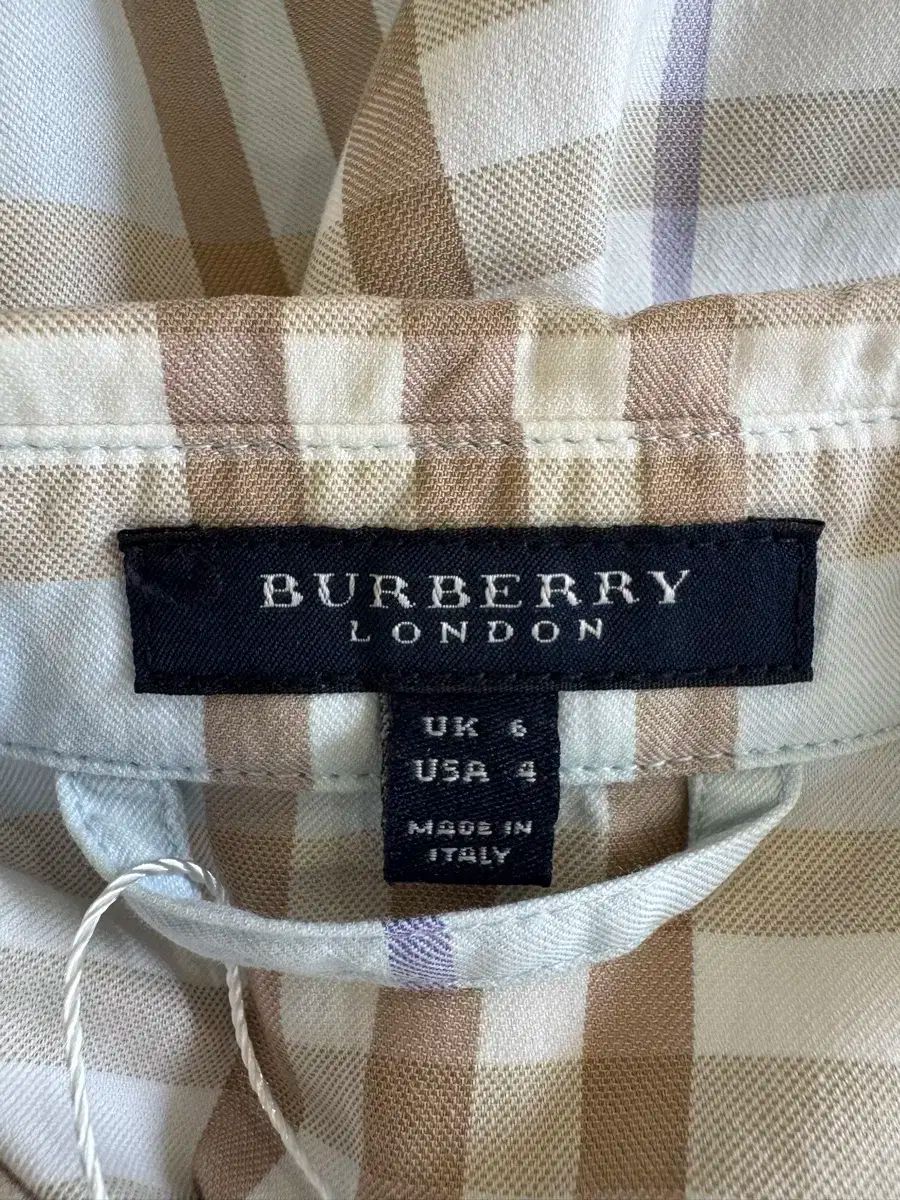 BURBERRY
LONDON
UK 6
USA 4
MADE IN
ITALY